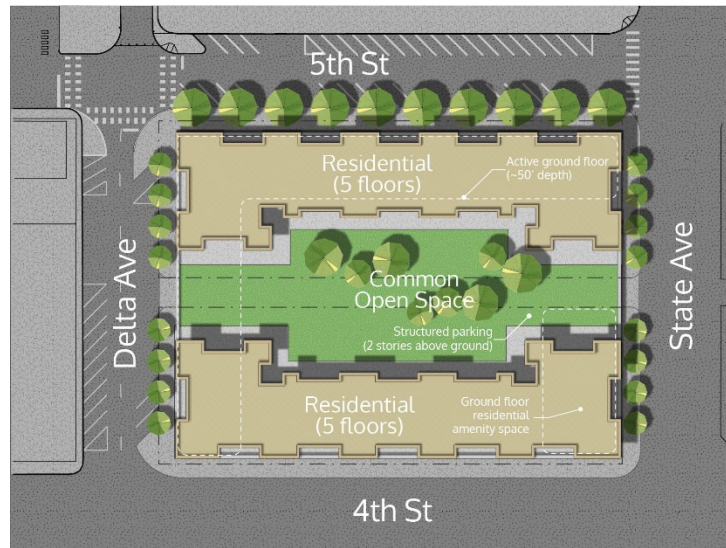 5th St
Residential
(5 floors)
Active ground floor
(~50' depth)
Delta Ave
State Ave
Common
Open Space
Structured parking
(2 stories above ground)
Residential
(5 floors)
Ground floor
residential
amenity space
4th St